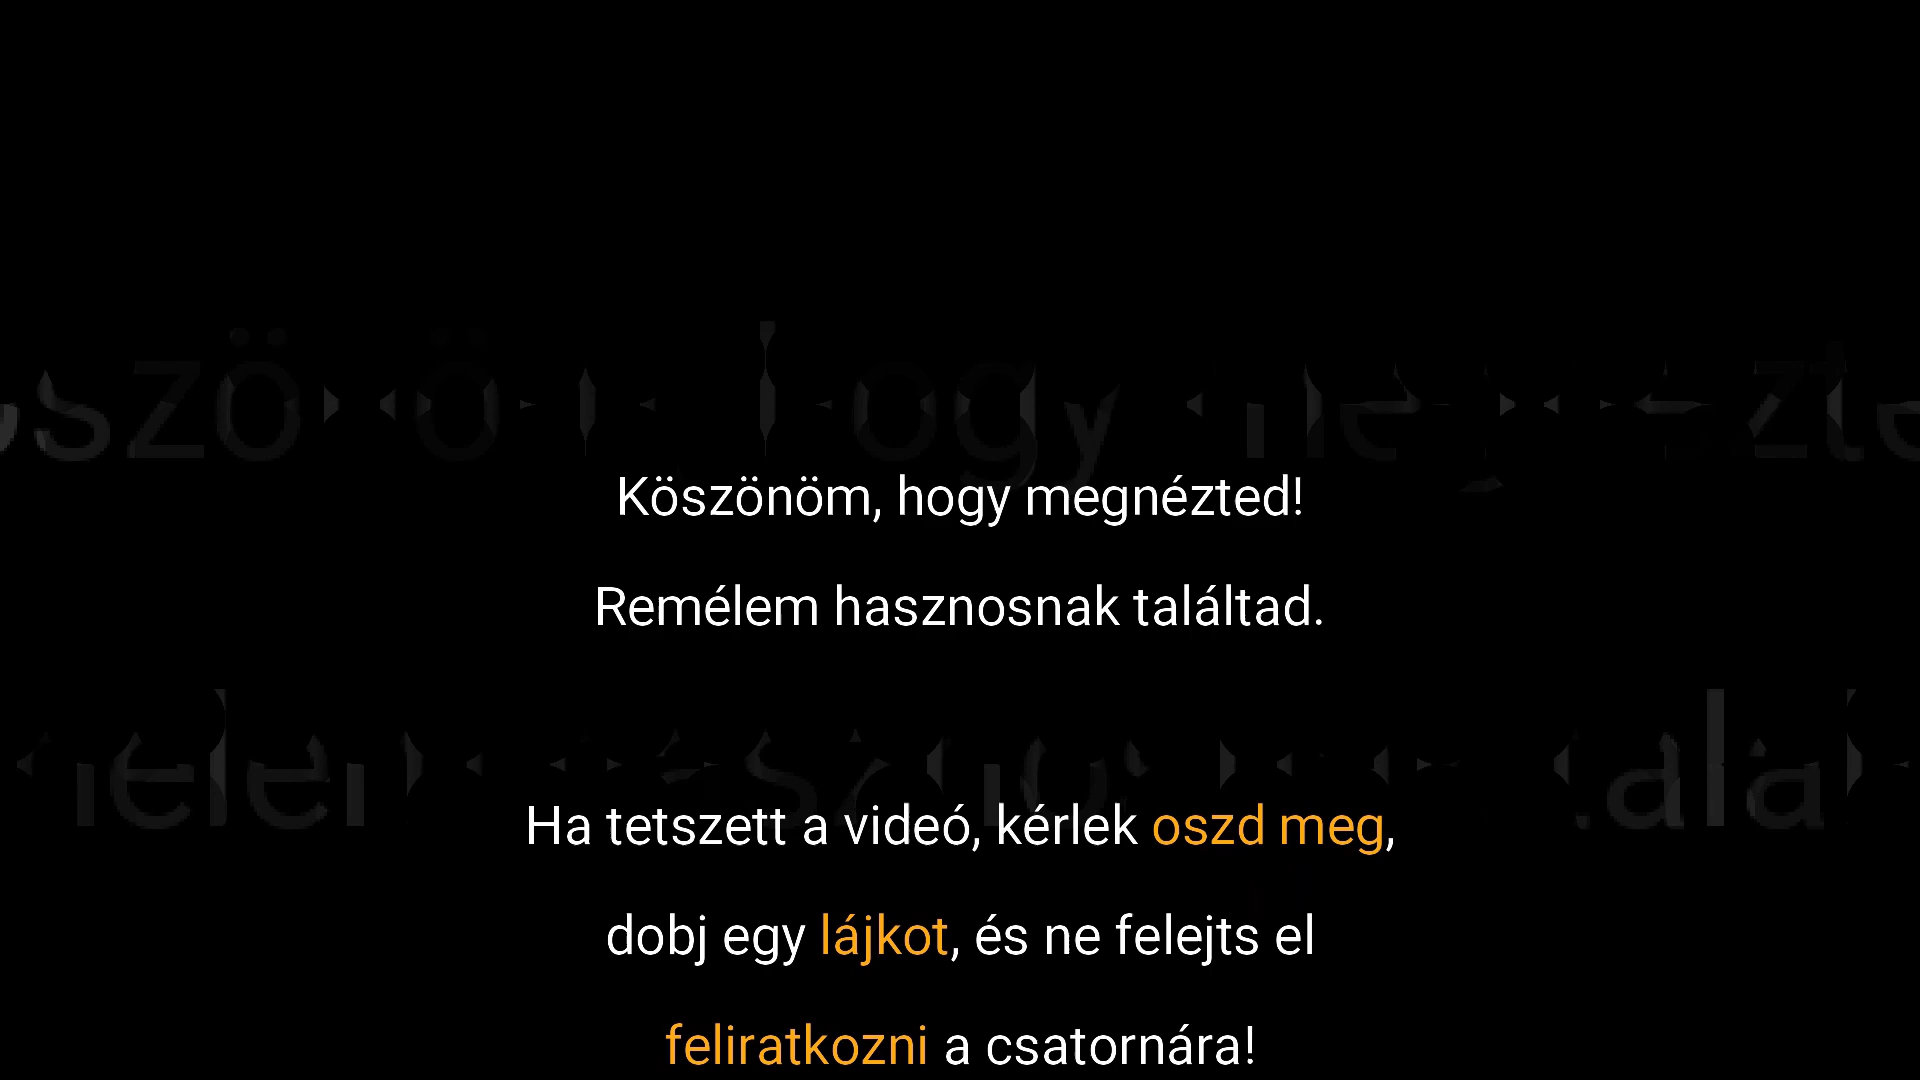 Köszönöm, hogy megnézted!
Remélem hasznosnak találtad.
Ha tetszett a videó, kérlek oszd meg,
dobj egy lájkot, és ne felejts el
feliratkozni a csatornára!